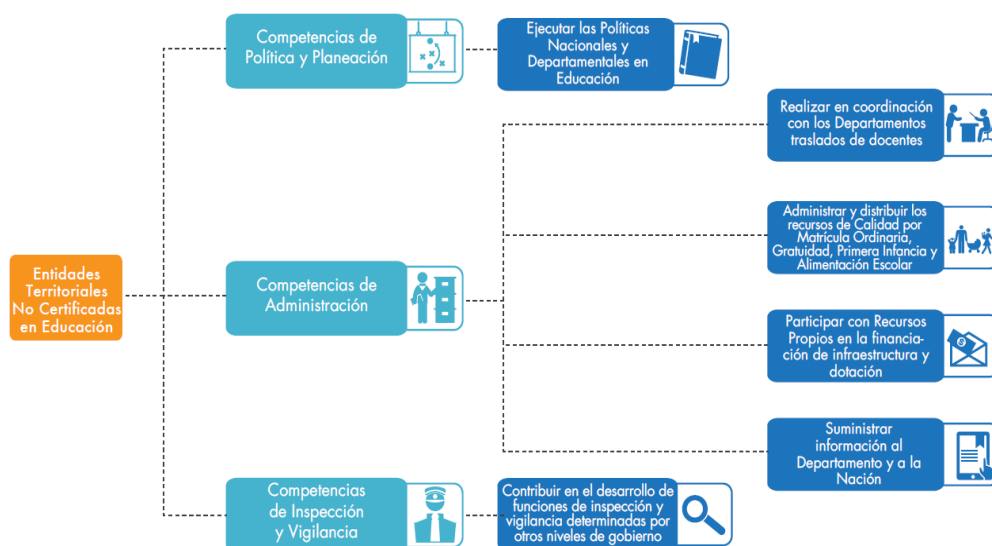 Competencias de
Política y Planeación
Ejecutar las Políticas
Nacionales y
Departamentales en
Educación
Realizar en coordinación
con los Departamentos
traslados de docentes
Administrar y distribuir los
recursos de Calidad por
Matrícula Ordinaria,
Gratuidad, Primera Infancia y
Alimentación Escolar
Entidades
Territoriales
No Certificadas
en Educación
Competencias de
Administración
Participar con Recursos
Propios en la financia-
ción de infraestructura y
dotación
Suministrar
información al
Departamento y a la
Nación
Competencias
de Inspección
y Vigilancia
Contribuir en el desarrollo de
funciones de inspección y
vigilancia determinadas por
otros niveles de gobierno